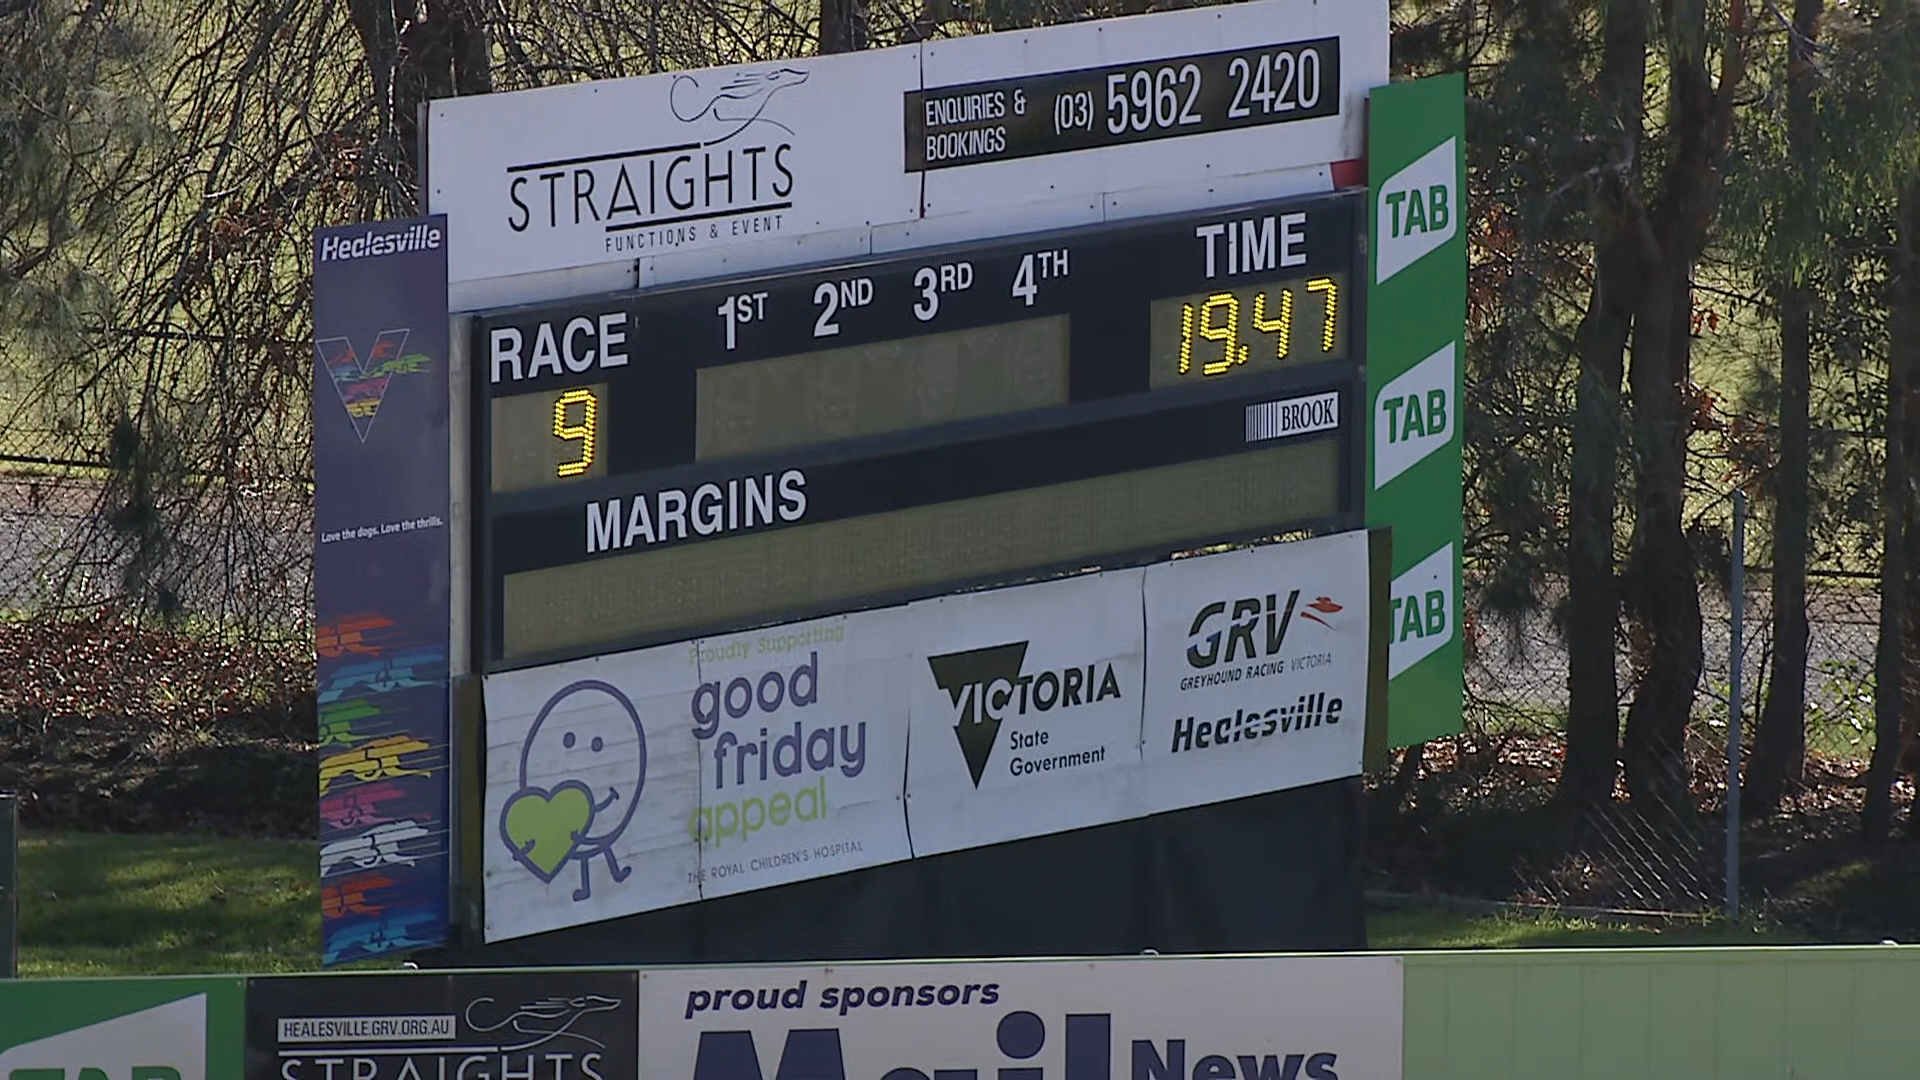 STRAIGHTS
FUNCTIONS & EVENT
ENQUIRIES &
BOOKINGS
(03) 5962 2420
Healesville
Love the dogs. Love the thrills.
RACE
1ST 2ND 3RD 4TH
TIME
9
19.47
BROOK
MARGINS
TAB
TAB
TAB
Proudly Supporting
good
friday
appeal
THE ROYAL CHILDREN'S HOSPITAL
VICTORIA
State
Government
GRV
GREYHOUND RACING VICTORIA
Healesville
TAB
HEALESVILLE.GRV.ORG.AU
STRAIGHTS
proud sponsors
Mail News